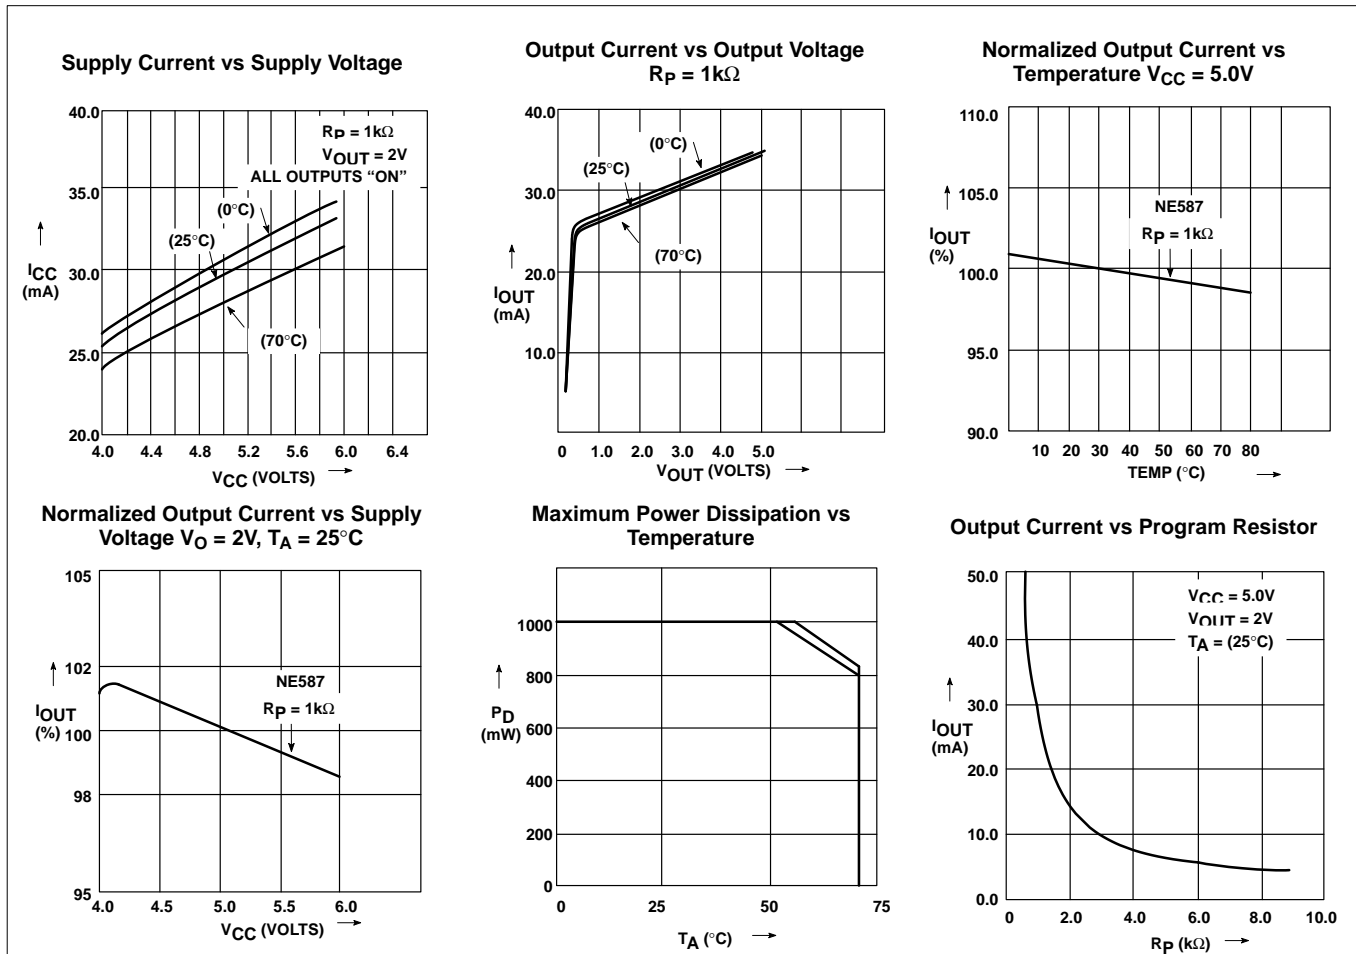 Supply Current vs Supply Voltage
40.0
35.0
30.0
25.0
20.0
ICC
(mA)
RP = 1kΩ
VOUT = 2V
ALL OUTPUTS “ON”
(0°C)
(25°C)
(70°C)
4.0 4.4 4.8 5.2 5.6 6.0 6.4
VCC (VOLTS)
Output Current vs Output Voltage
RP = 1kΩ
40.0
30.0
20.0
10.0
IOUT
(mA)
(0°C)
(25°C)
(70°C)
0 1.0 2.0 3.0 4.0 5.0
VOUT (VOLTS)
Normalized Output Current vs
Temperature VCC = 5.0V
110.0
105.0
100.0
95.0
90.0
IOUT
(%)
NE587
RP = 1kΩ
10 20 30 40 50 60 70 80
TEMP (°C)
Normalized Output Current vs Supply
Voltage VO = 2V, TA = 25°C
105
102
100
98
95
IOUT
(%)
NE587
RP = 1kΩ
4.0 4.5 5.0 5.5 6.0
VCC (VOLTS)
Maximum Power Dissipation vs
Temperature
1000
800
600
400
200
0
PD
(mW)
0 25 50 75
TA (°C)
Output Current vs Program Resistor
50.0
40.0
30.0
20.0
10.0
0.0
IOUT
(mA)
VCC = 5.0V
VOUT = 2V
TA = (25°C)
0 2.0 4.0 6.0 8.0 10.0
RP (kΩ)